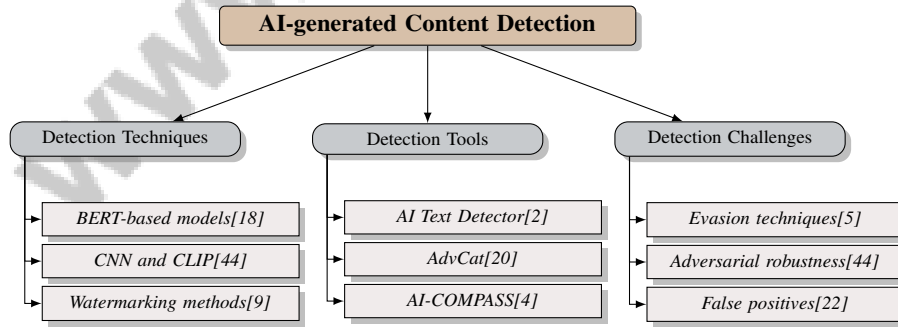 AI-generated Content Detection
Detection Techniques
BERT-based models[18]
CNN and CLIP[44]
Watermarking methods[9]
Detection Tools
AI Text Detector[2]
AdvCat[20]
AI-COMPASS[4]
Detection Challenges
Evasion techniques[5]
Adversarial robustness[44]
False positives[22]
www